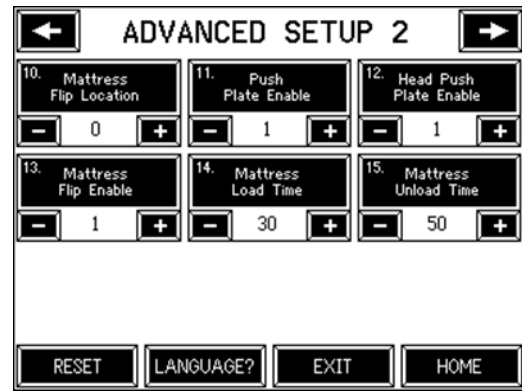 ADVANCED SETUP 2
10. Mattress
Flip Location
- 0 +
11. Push
Plate Enable
- 1 +
12. Head Push
Plate Enable
- 1 +
13. Mattress
Flip Enable
- 1 +
14. Mattress
Load Time
- 30 +
15. Mattress
Unload Time
- 50 +
RESET
LANGUAGE?
EXIT
HOME